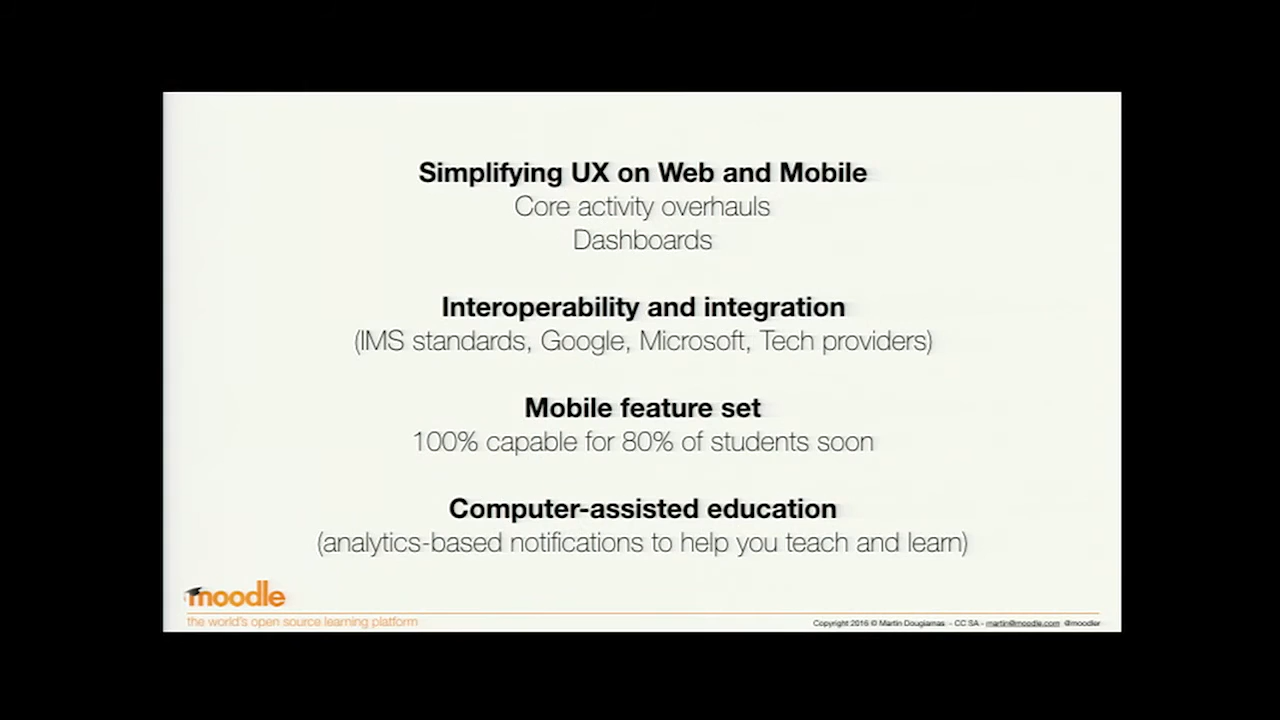 Simplifying UX on Web and Mobile
Core activity overhauls
Dashboards
Interoperability and integration
(IMS standards, Google, Microsoft, Tech providers)
Mobile feature set
100% capable for 80% of students soon
Computer-assisted education
(analytics-based notifications to help you teach and learn)
moodle
the world's open source learning platform
Copyright 2016 © Martin Dougiamas - CC SA - martin@moodle.com @moodler